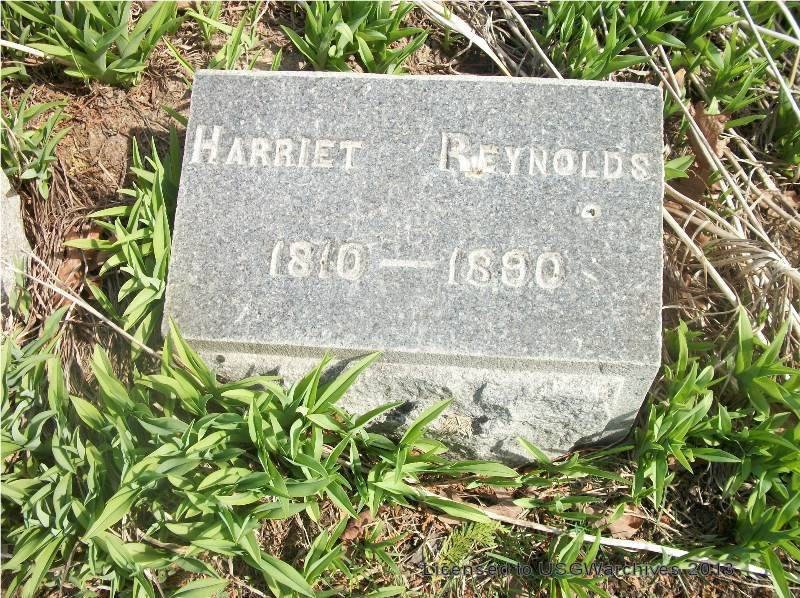 HARRIET REYNOLDS
1810 — 1890
Licensed to USGWarchives 2013